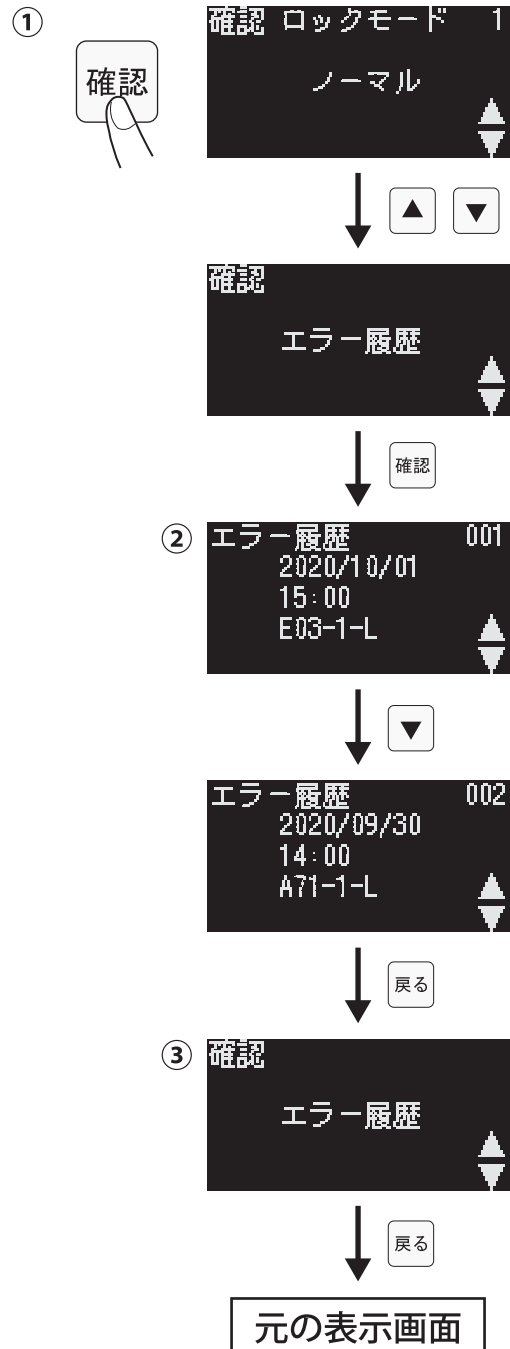 ①
確認
確認 ロックモード 1
ノーマル
▲ ▼
確認
エラー履歴
確認
②
エラー履歴 001
2020/10/01
15:00
E03-1-L
▼
エラー履歴 002
2020/09/30
14:00
A71-1-L
戻る
③
確認
エラー履歴
戻る
元の表示画面